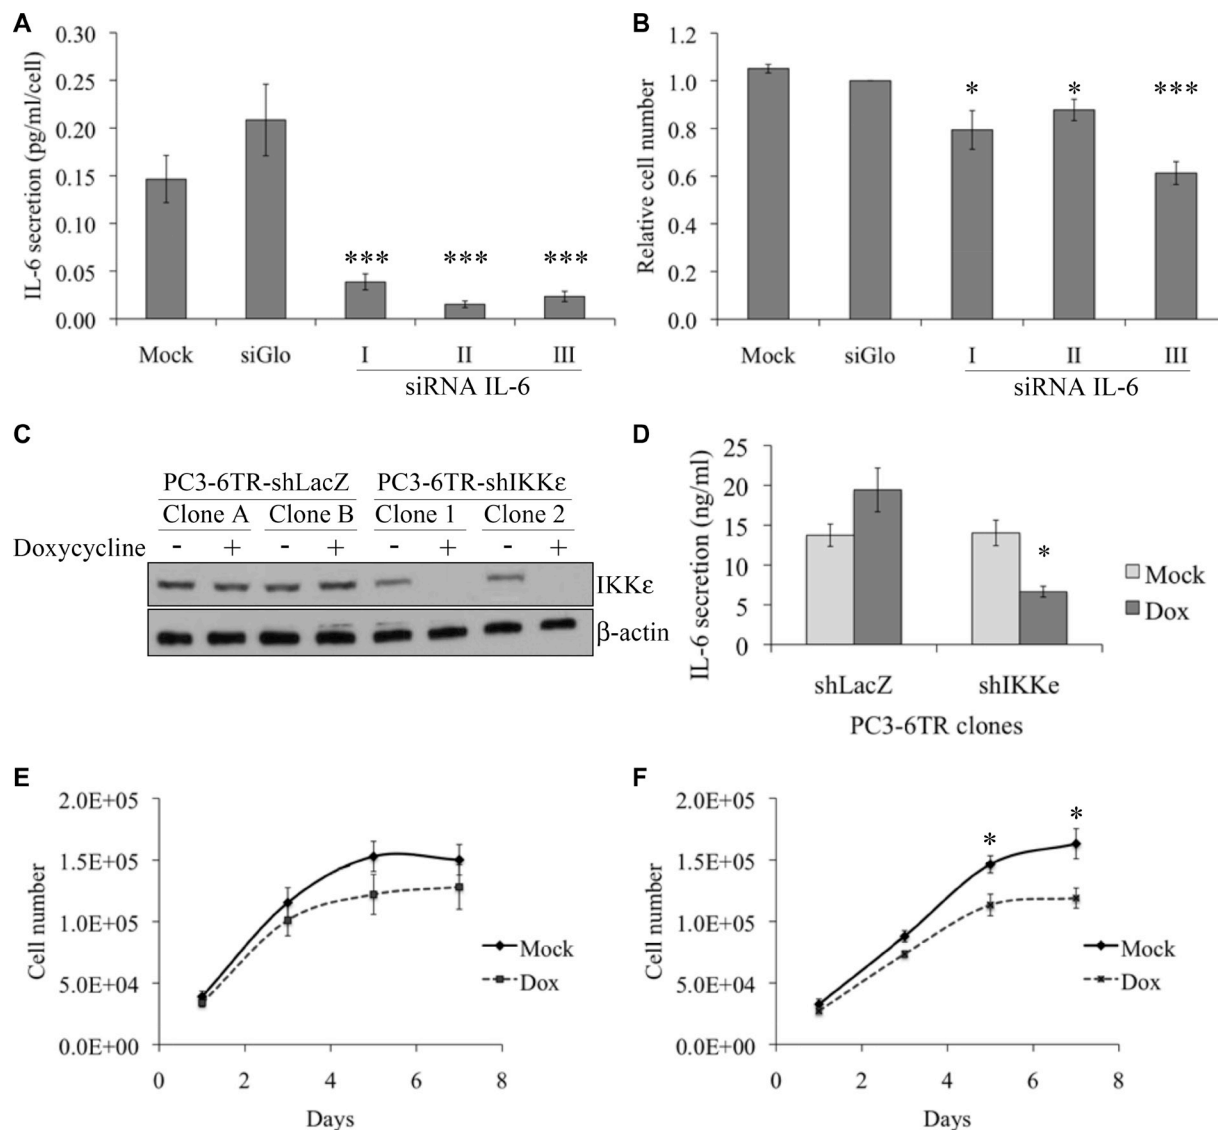 A
IL-6 secretion (pg/ml/cell)
0.30
0.25
0.20
0.15
0.10
0.05
0.00
*** *** ***
Mock siGlo I II III
siRNA IL-6
B
Relative cell number
1.2
1.0
0.8
0.6
0.4
0.2
0.0
* * ***
Mock siGlo I II III
siRNA IL-6
C
PC3-6TR-shLacZ PC3-6TR-shIKKε
Clone A Clone B Clone 1 Clone 2
Doxycycline - + - + - + - +
IKKε
β-actin
D
IL-6 secretion (ng/ml)
25
20
15
10
5
0
*
Mock
Dox
shLacZ shIKKe
PC3-6TR clones
E
Cell number
2.0E+05
1.5E+05
1.0E+05
5.0E+04
0.0E+00
Mock
Dox
0 2 4 6 8
Days
F
Cell number
2.0E+05
1.5E+05
1.0E+05
5.0E+04
0.0E+00
* *
Mock
Dox
0 2 4 6 8
Days